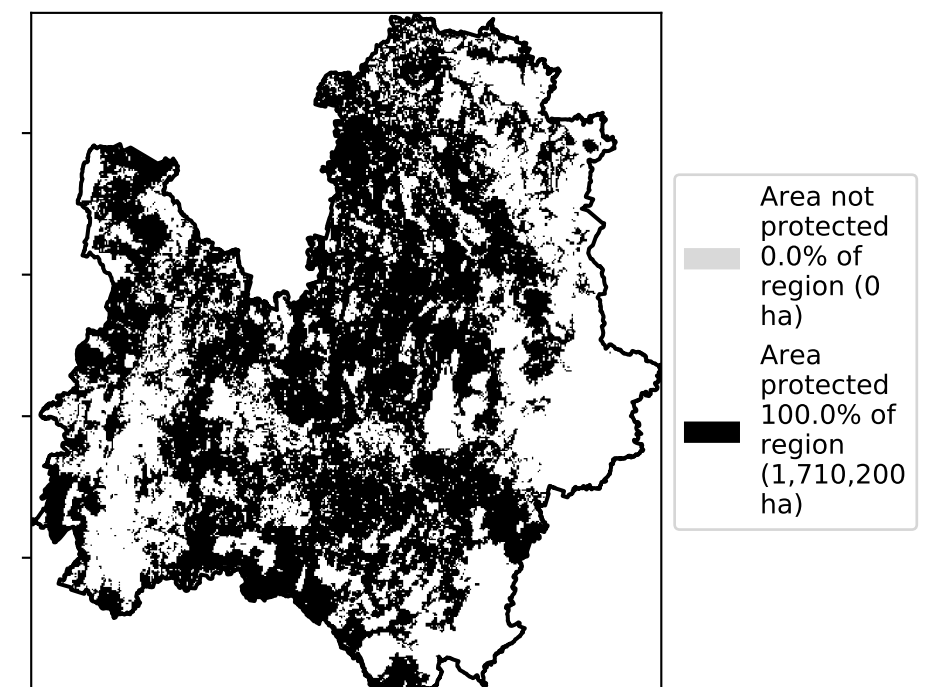 Area not
protected
0.0% of
region (0
ha)
Area
protected
100.0% of
region
(1,710,200
ha)